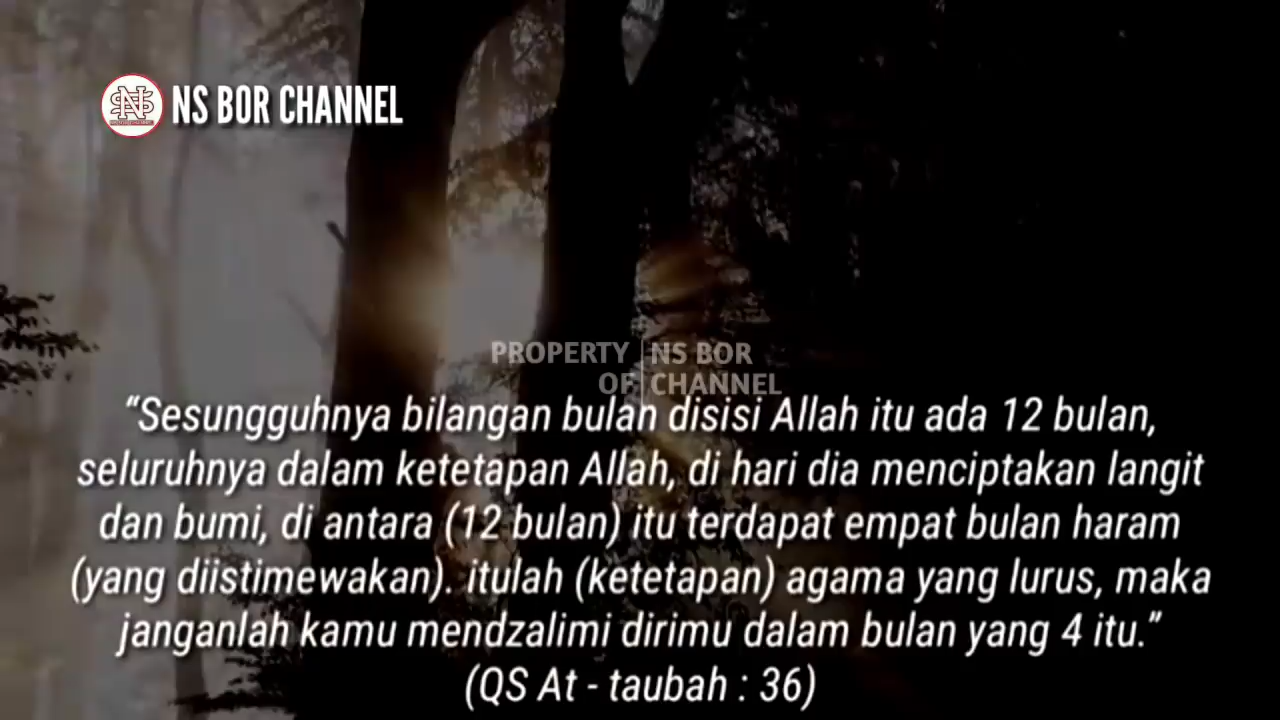 NS BOR CHANNEL
PROPERTY NS BOR
OF CHANNEL
“Sesungguhnya bilangan bulan disisi Allah itu ada 12 bulan,
seluruhnya dalam ketetapan Allah, di hari dia menciptakan langit
dan bumi, di antara (12 bulan) itu terdapat empat bulan haram
(yang diistimewakan). itulah (ketetapan) agama yang lurus, maka
janganlah kamu mendzalimi dirimu dalam bulan yang 4 itu.”
(QS At - taubah : 36)